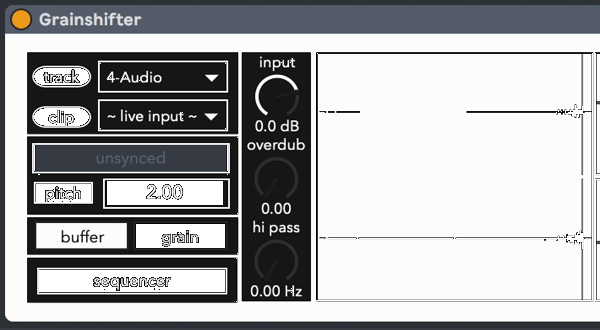 Grainshifter
track 4-Audio
clip ~ live input ~
unsynced
pitch 2.00
buffer grain
sequencer
input
0.0 dB
overdub
0.00
hi pass
0.00 Hz